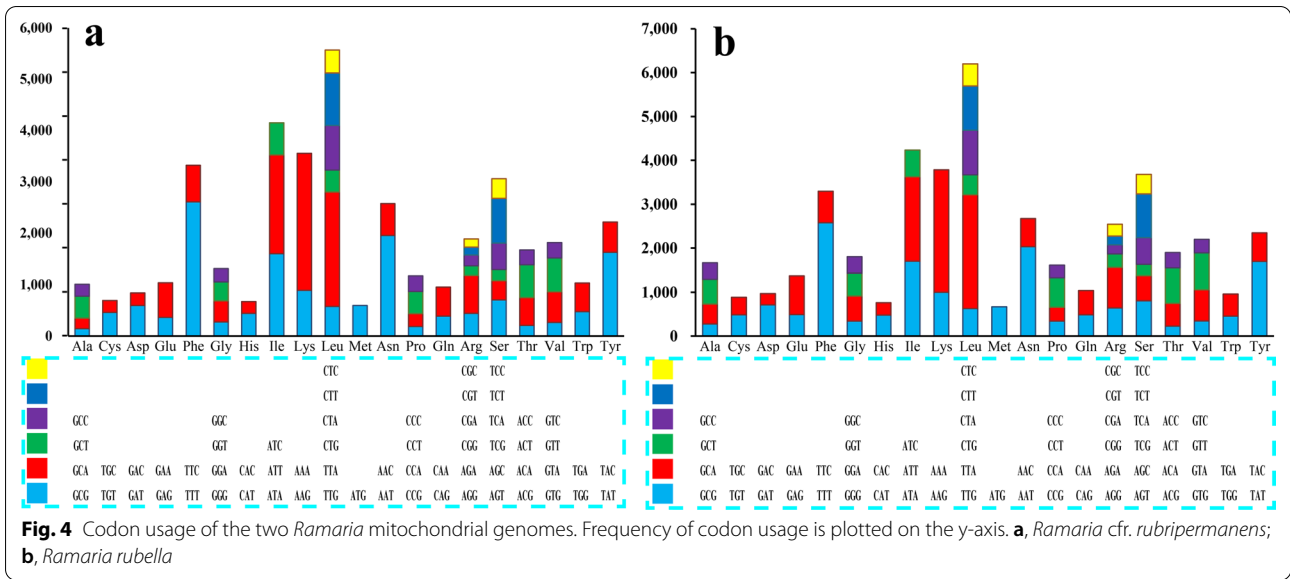 a
6,000
5,000
4,000
3,000
2,000
1,000
0
Ala Cys Asp Glu Phe Gly His Ile Lys Leu Met Asn Pro Gln Arg Ser Thr Val Trp Tyr
CTC CGC TCC
CTT CGT TCT
GCC GGC CTA CCC CGA TCA ACC GTC
GCT GGT ATC CTG CCT CGG TCG ACT GTT
GCA TGC GAC GAA TTC GGA CAC ATT AAA TTA AAC CCA CAA AGA AGC ACA GTA TGA TAC
GCG TGT GAT GAG TTT GGG CAT ATA AAG TTG ATG AAT CCG CAG AGG AGT ACG GTG TGG TAT
b
7,000
6,000
5,000
4,000
3,000
2,000
1,000
0
Ala Cys Asp Glu Phe Gly His Ile Lys Leu Met Asn Pro Gln Arg Ser Thr Val Trp Tyr
CTC CGC TCC
CTT CGT TCT
GCC GGC CTA CCC CGA TCA ACC GTC
GCT GGT ATC CTG CCT CGG TCG ACT GTT
GCA TGC GAC GAA TTC GGA CAC ATT AAA TTA AAC CCA CAA AGA AGC ACA GTA TGA TAC
GCG TGT GAT GAG TTT GGG CAT ATA AAG TTG ATG AAT CCG CAG AGG AGT ACG GTG TGG TAT
Fig. 4 Codon usage of the two Ramaria mitochondrial genomes. Frequency of codon usage is plotted on the y-axis. a, Ramaria cfr. rubripermanens;
b, Ramaria rubella